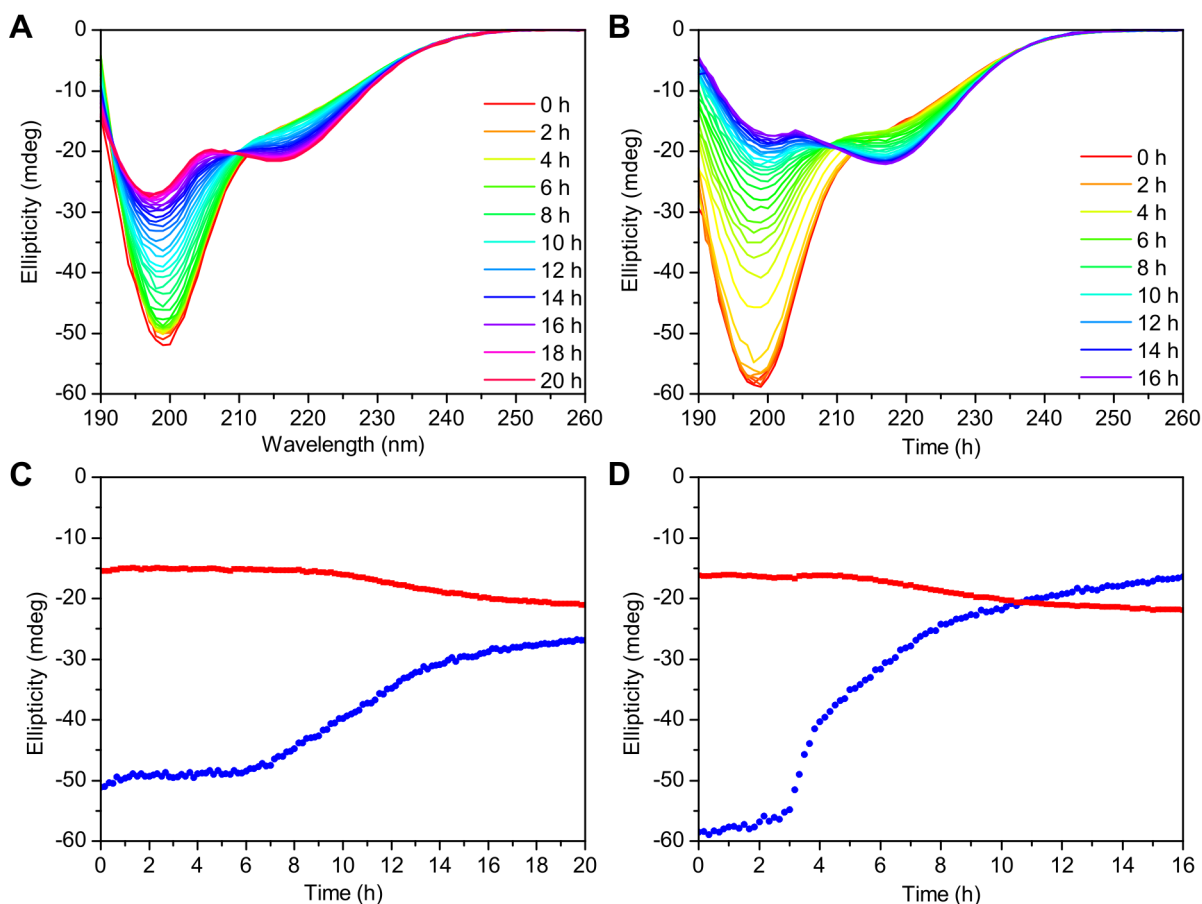 A
Ellipticity (mdeg)
0
-10
-20
-30
-40
-50
-60
190 200 210 220 230 240 250 260
Wavelength (nm)
0 h
2 h
4 h
6 h
8 h
10 h
12 h
14 h
16 h
18 h
20 h
B
Ellipticity (mdeg)
0
-10
-20
-30
-40
-50
-60
190 200 210 220 230 240 250 260
Time (h)
0 h
2 h
4 h
6 h
8 h
10 h
12 h
14 h
16 h
C
Ellipticity (mdeg)
0
-10
-20
-30
-40
-50
-60
0 2 4 6 8 10 12 14 16 18 20
Time (h)
D
Ellipticity (mdeg)
0
-10
-20
-30
-40
-50
-60
0 2 4 6 8 10 12 14 16
Time (h)